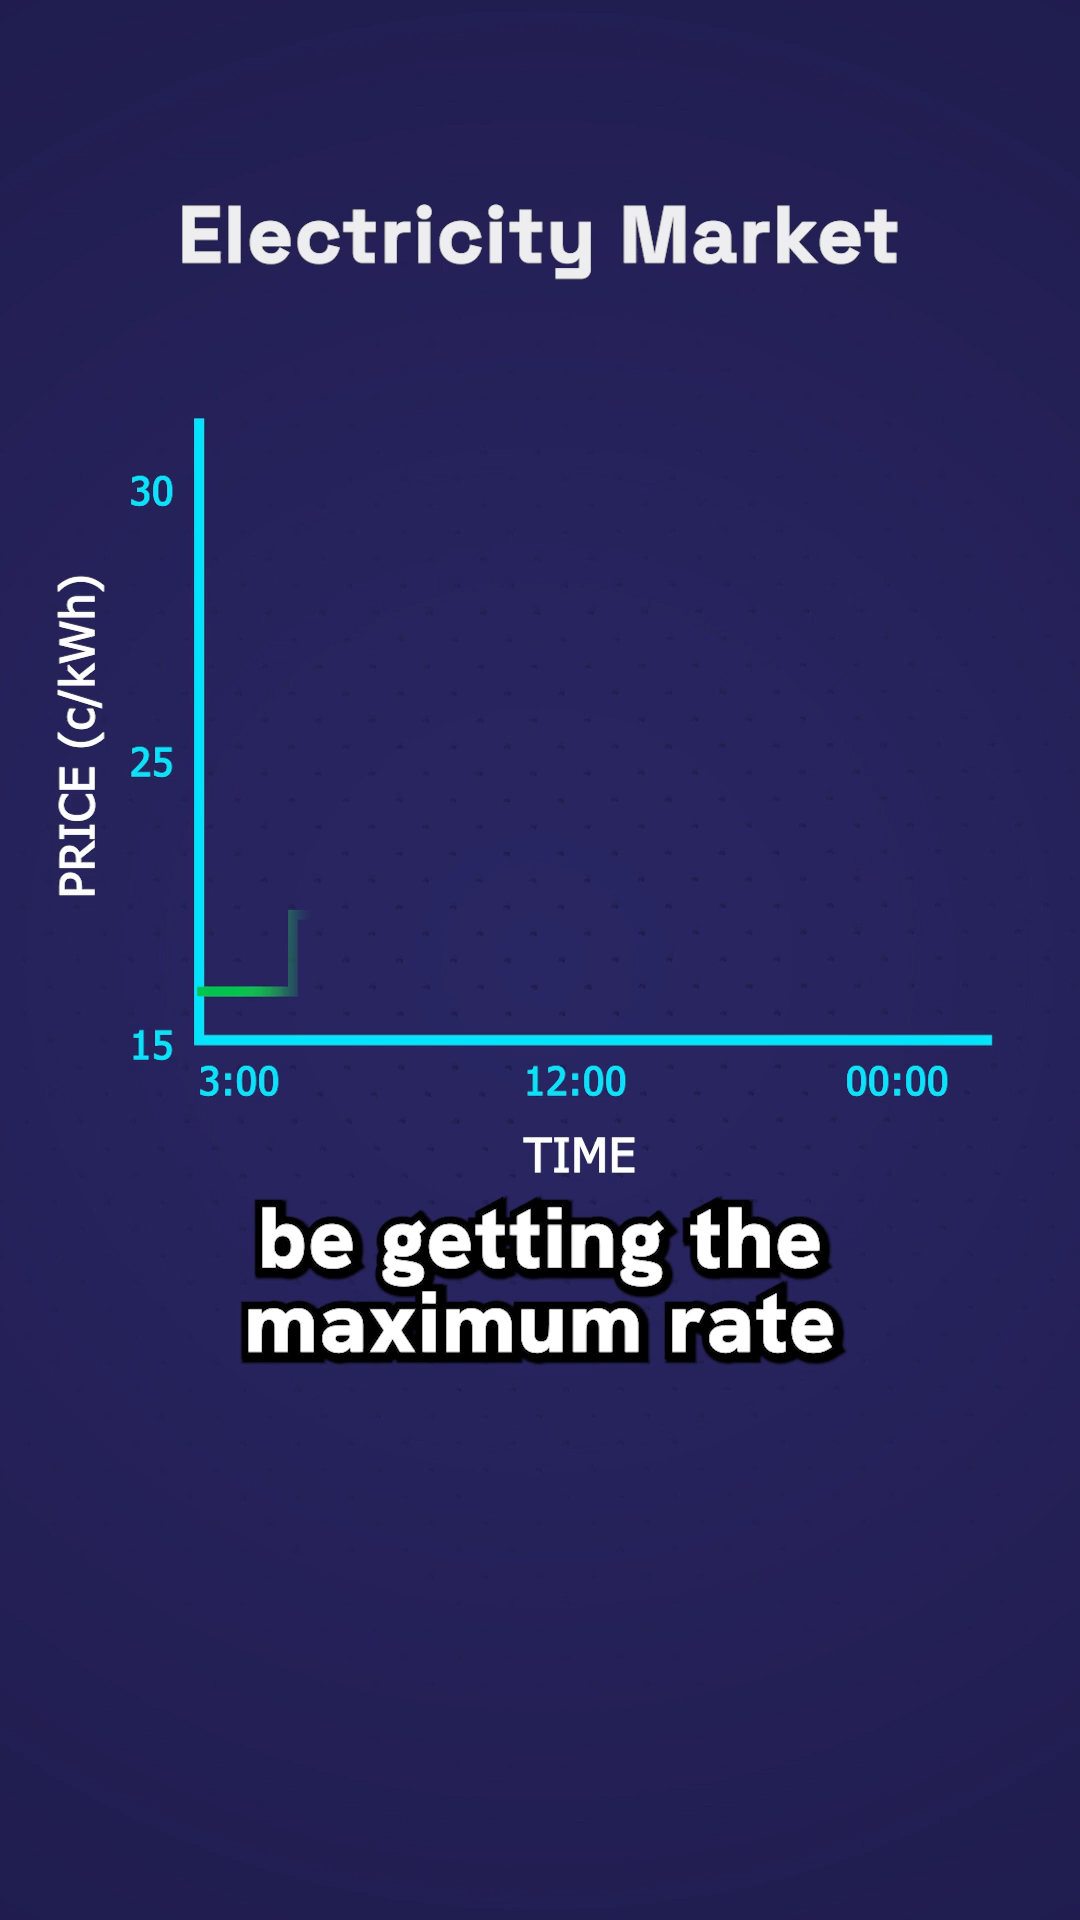 Electricity Market
30
25
15
PRICE (c/kWh)
3:00 12:00 00:00
TIME
be getting the
maximum rate